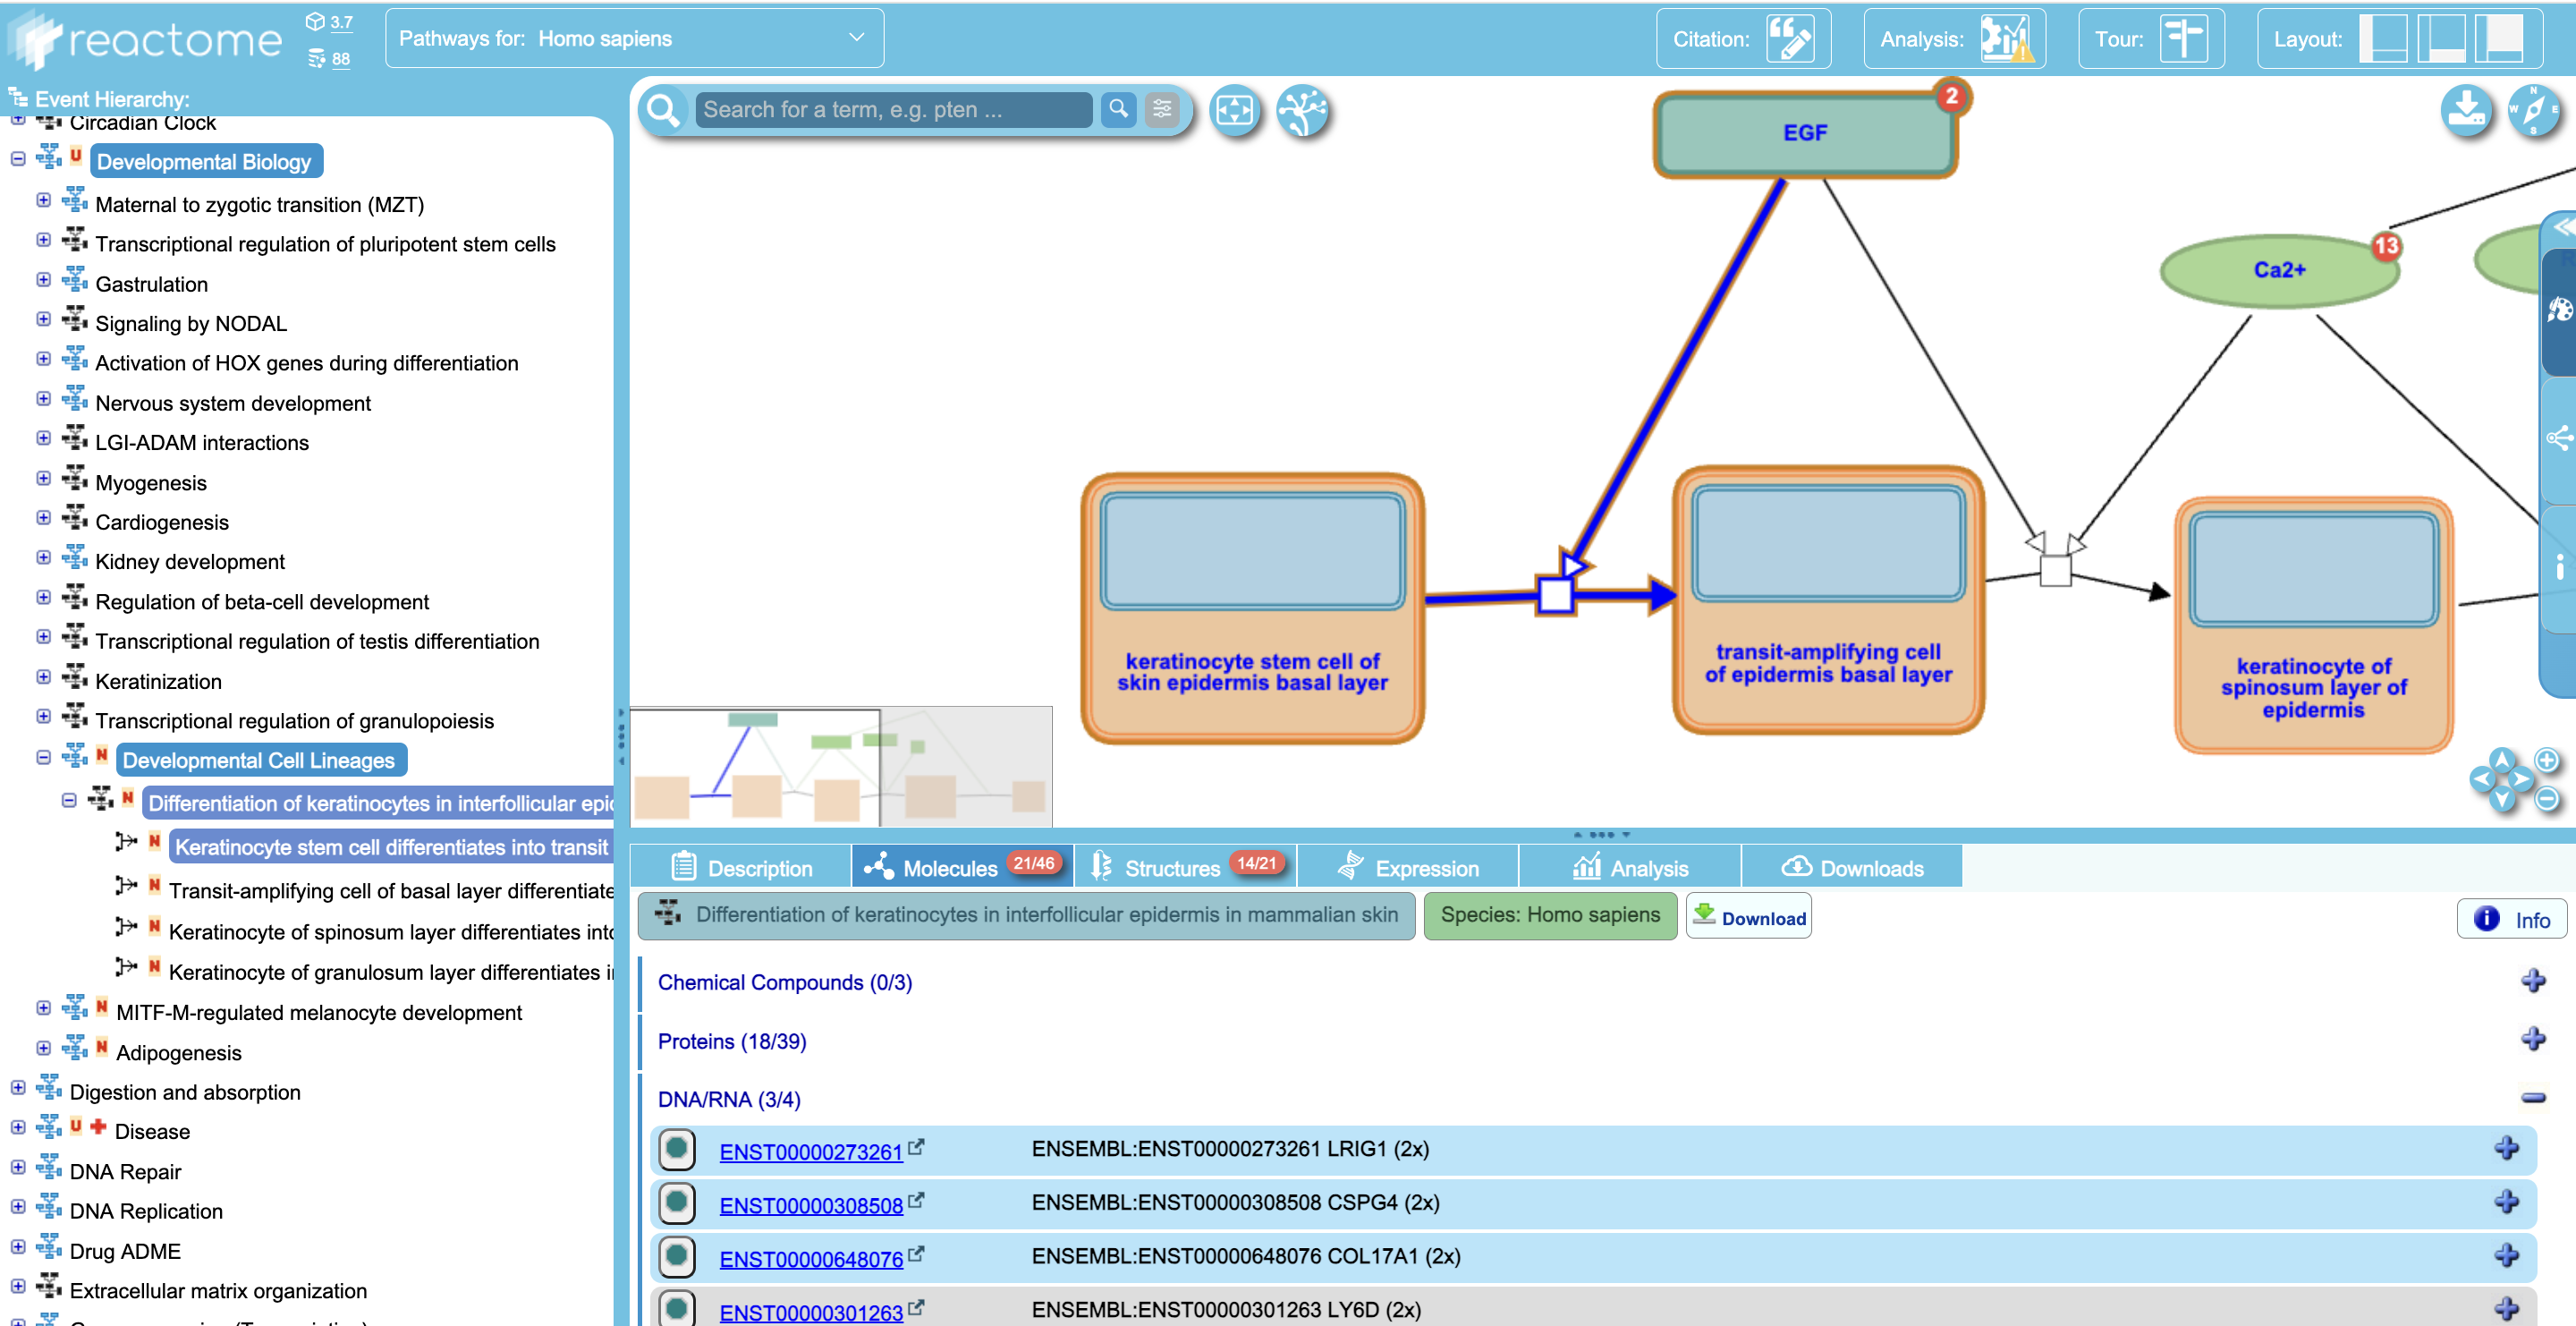 reactome
3.7
88
Pathways for: Homo sapiens
Citation:
Analysis:
Tour:
Layout:
Event Hierarchy:
Circadian Clock
U Developmental Biology
Maternal to zygotic transition (MZT)
Transcriptional regulation of pluripotent stem cells
Gastrulation
Signaling by NODAL
Activation of HOX genes during differentiation
Nervous system development
LGI-ADAM interactions
Myogenesis
Cardiogenesis
Kidney development
Regulation of beta-cell development
Transcriptional regulation of testis differentiation
Keratinization
Transcriptional regulation of granulopoiesis
N Developmental Cell Lineages
N Differentiation of keratinocytes in interfollicular epi
N Keratinocyte stem cell differentiates into transit
N Transit-amplifying cell of basal layer differentiate
N Keratinocyte of spinosum layer differentiates into
N Keratinocyte of granulosum layer differentiates i
N MITF-M-regulated melanocyte development
N Adipogenesis
Digestion and absorption
U Disease
DNA Repair
DNA Replication
Drug ADME
Extracellular matrix organization
Search for a term, e.g. pten ...
EGF
2
Ca2+
13
N
W E
S
keratinocyte stem cell of
skin epidermis basal layer
transit-amplifying cell
of epidermis basal layer
keratinocyte of
spinosum layer of
epidermis
Description
Molecules 21/46
Structures 14/21
Expression
Analysis
Downloads
Differentiation of keratinocytes in interfollicular epidermis in mammalian skin
Species: Homo sapiens
Download
Info
Chemical Compounds (0/3)
Proteins (18/39)
DNA/RNA (3/4)
ENST00000273261 ENSEMBL:ENST00000273261 LRIG1 (2x)
ENST00000308508 ENSEMBL:ENST00000308508 CSPG4 (2x)
ENST00000648076 ENSEMBL:ENST00000648076 COL17A1 (2x)
ENST00000301263 ENSEMBL:ENST00000301263 LY6D (2x)